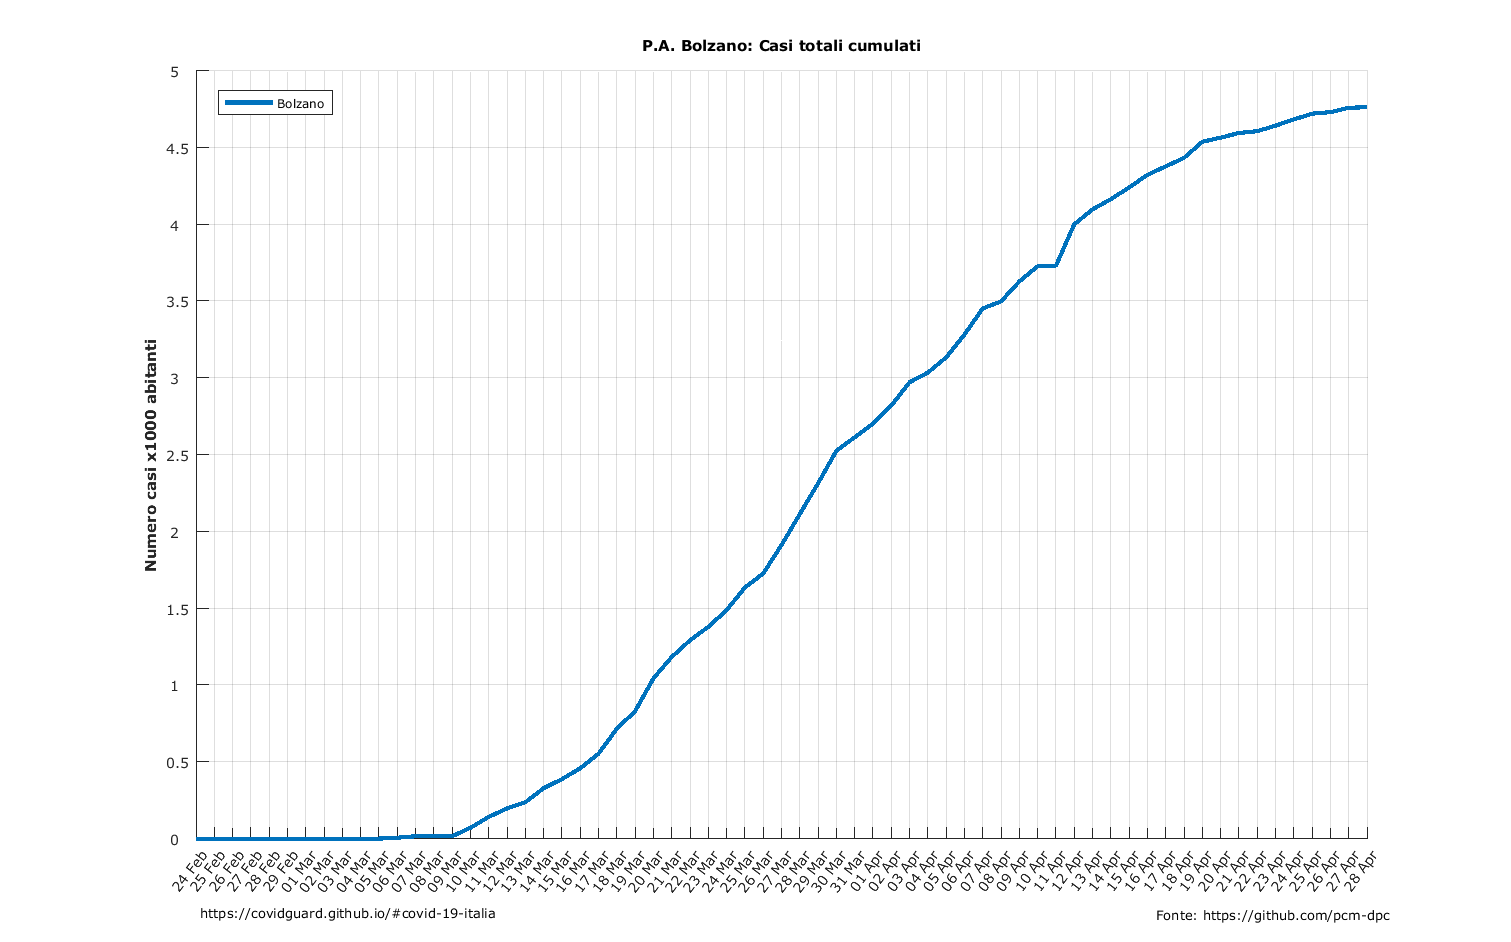 P.A. Bolzano: Casi totali cumulati
Bolzano
Numero casi x1000 abitanti
5
4.5
4
3.5
3
2.5
2
1.5
1
0.5
0
24 Feb
25 Feb
26 Feb
27 Feb
28 Feb
29 Feb
01 Mar
02 Mar
03 Mar
04 Mar
05 Mar
06 Mar
07 Mar
08 Mar
09 Mar
10 Mar
11 Mar
12 Mar
13 Mar
14 Mar
15 Mar
16 Mar
17 Mar
18 Mar
19 Mar
20 Mar
21 Mar
22 Mar
23 Mar
24 Mar
25 Mar
26 Mar
27 Mar
28 Mar
29 Mar
30 Mar
31 Mar
01 Apr
02 Apr
03 Apr
04 Apr
05 Apr
06 Apr
07 Apr
08 Apr
09 Apr
10 Apr
11 Apr
12 Apr
13 Apr
14 Apr
15 Apr
16 Apr
17 Apr
18 Apr
19 Apr
20 Apr
21 Apr
22 Apr
23 Apr
24 Apr
25 Apr
26 Apr
27 Apr
28 Apr
https://covidguard.github.io/#covid-19-italia
Fonte: https://github.com/pcm-dpc